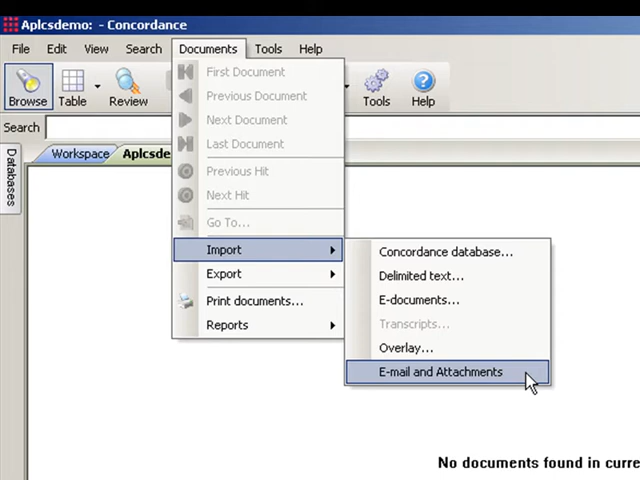 Aplcsdemo: - Concordance
File Edit View Search Documents Tools Help
Browse Table Review Tools Help
Search
Databases
Workspace Aplcsde
First Document
Previous Document
Next Document
Last Document
Previous Hit
Next Hit
Go To...
Import
Export
Print documents...
Reports
Concordance database...
Delimited text...
E-documents...
Transcripts...
Overlay...
E-mail and Attachments
No documents found in curre